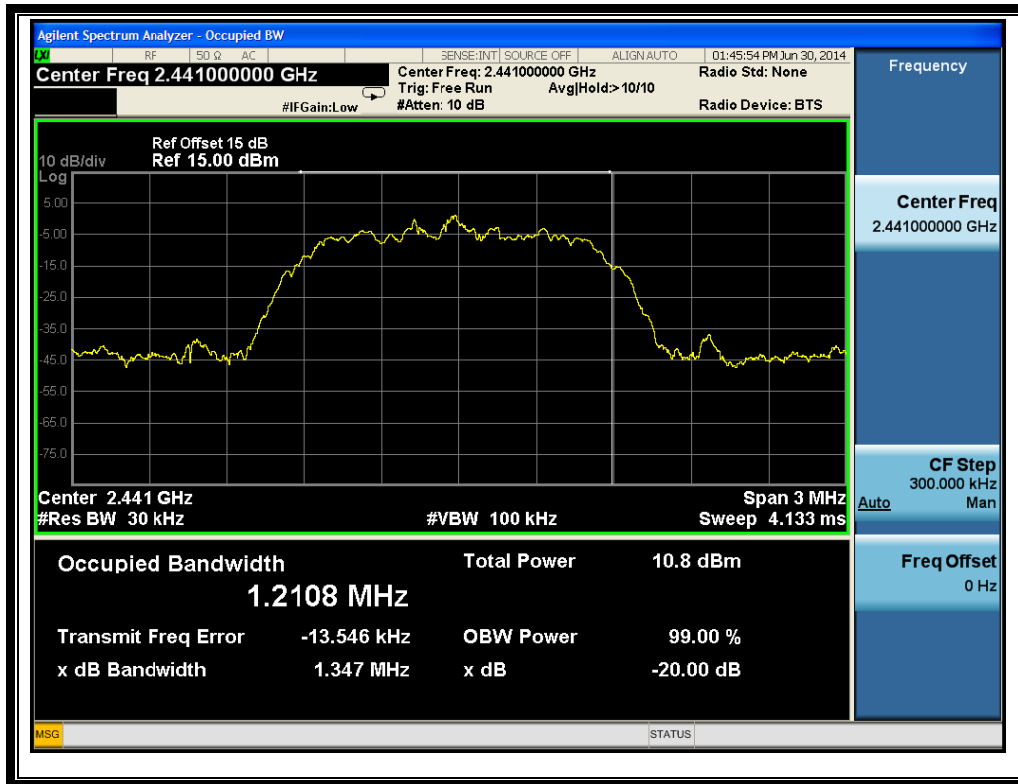 Agilent Spectrum Analyzer - Occupied BW
LXI RF 50 Ω AC SENSE:INT SOURCE OFF ALIGN AUTO 01:45:54 PM Jun 30, 2014
Center Freq 2.441000000 GHz
Center Freq: 2.441000000 GHz
Radio Std: None
Trig: Free Run Avg|Hold:> 10/10
#IFGain:Low
#Atten: 10 dB
Radio Device: BTS
Ref Offset 15 dB
10 dB/div Ref 15.00 dBm
Log
5.00
-5.00
-15.0
-25.0
-35.0
-45.0
-55.0
-65.0
-75.0
Center 2.441 GHz Span 3 MHz
#Res BW 30 kHz #VBW 100 kHz Sweep 4.133 ms
Occupied Bandwidth Total Power 10.8 dBm
1.2108 MHz
Transmit Freq Error -13.546 kHz OBW Power 99.00 %
x dB Bandwidth 1.347 MHz x dB -20.00 dB
MSG STATUS
Frequency
Center Freq
2.441000000 GHz
CF Step
300.000 kHz
Auto Man
Freq Offset
0 Hz